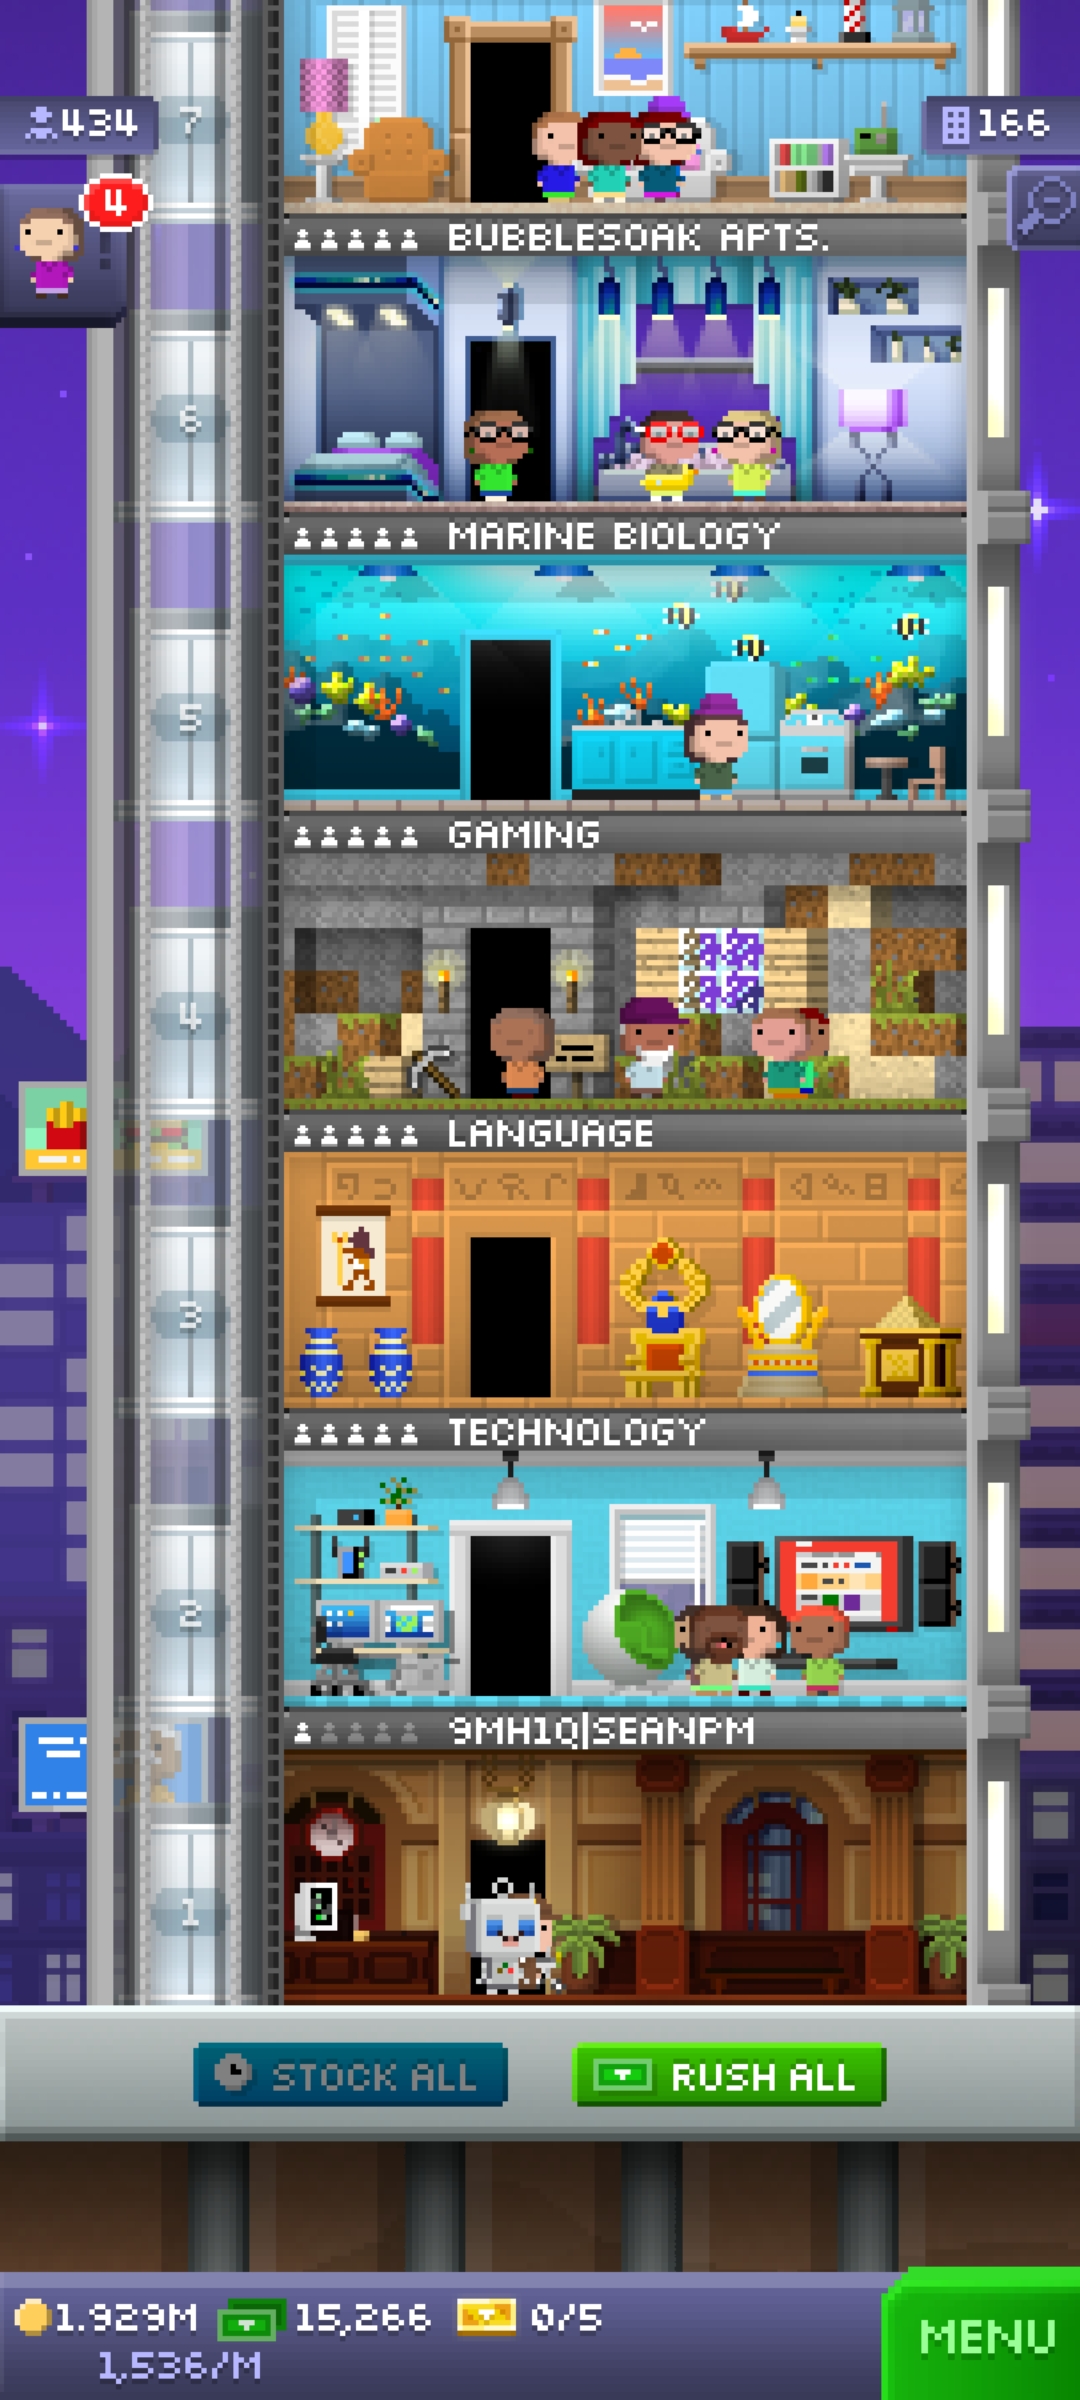 434
7
166
4
BUBBLESOAK APTS.
6
MARINE BIOLOGY
5
GAMING
4
LANGUAGE
3
TECHNOLOGY
2
9MH1Q|SEANPM
1
STOCK ALL
RUSH ALL
1.929M
15,266
0/5
1,536/M
MENU